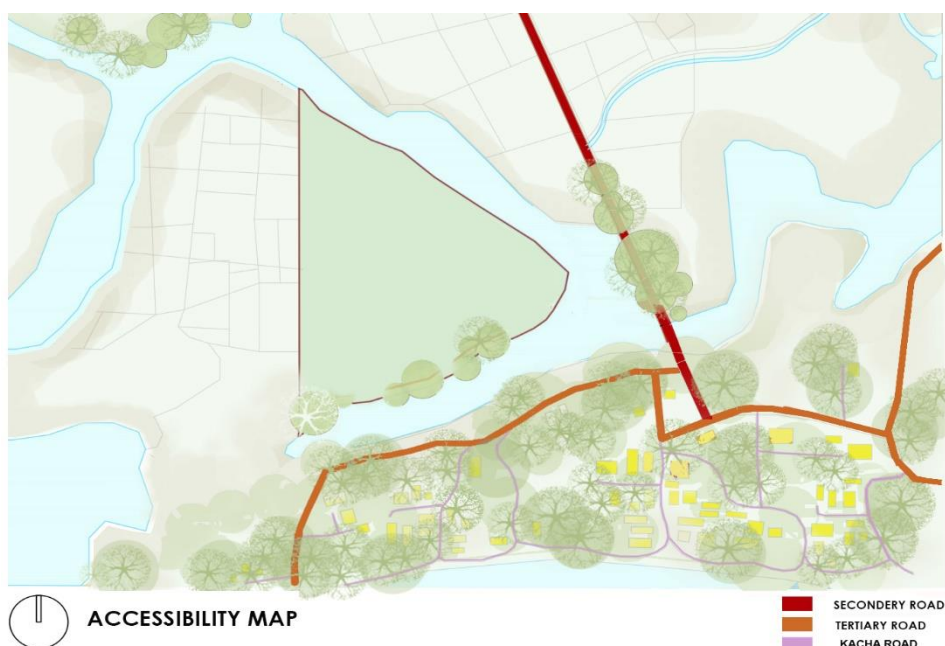 ACCESSIBILITY MAP
SECONDERY ROAD
TERTIARY ROAD
KACHA ROAD